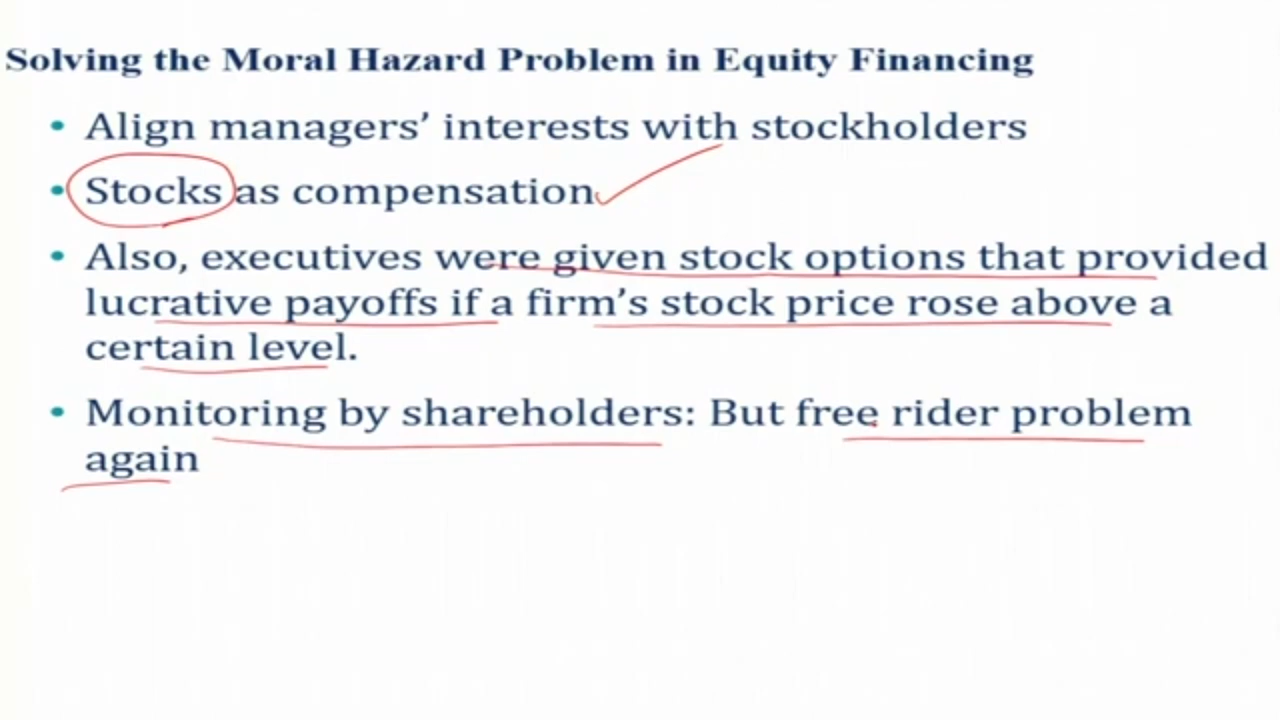 Solving the Moral Hazard Problem in Equity Financing
• Align managers’ interests with stockholders
• Stocks as compensation
• Also, executives were given stock options that provided
lucrative payoffs if a firm’s stock price rose above a
certain level.
• Monitoring by shareholders: But free rider problem
again